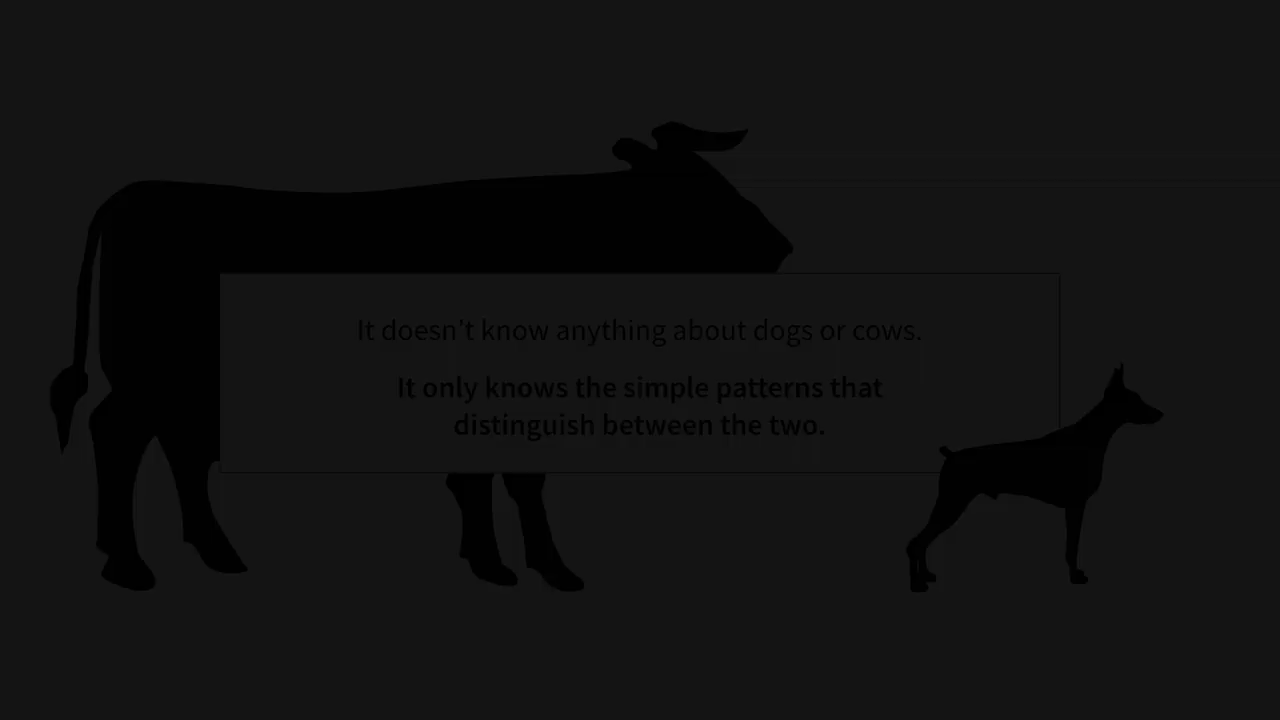 It doesn't know anything about dogs or cows.
It only knows the simple patterns that
distinguish between the two.